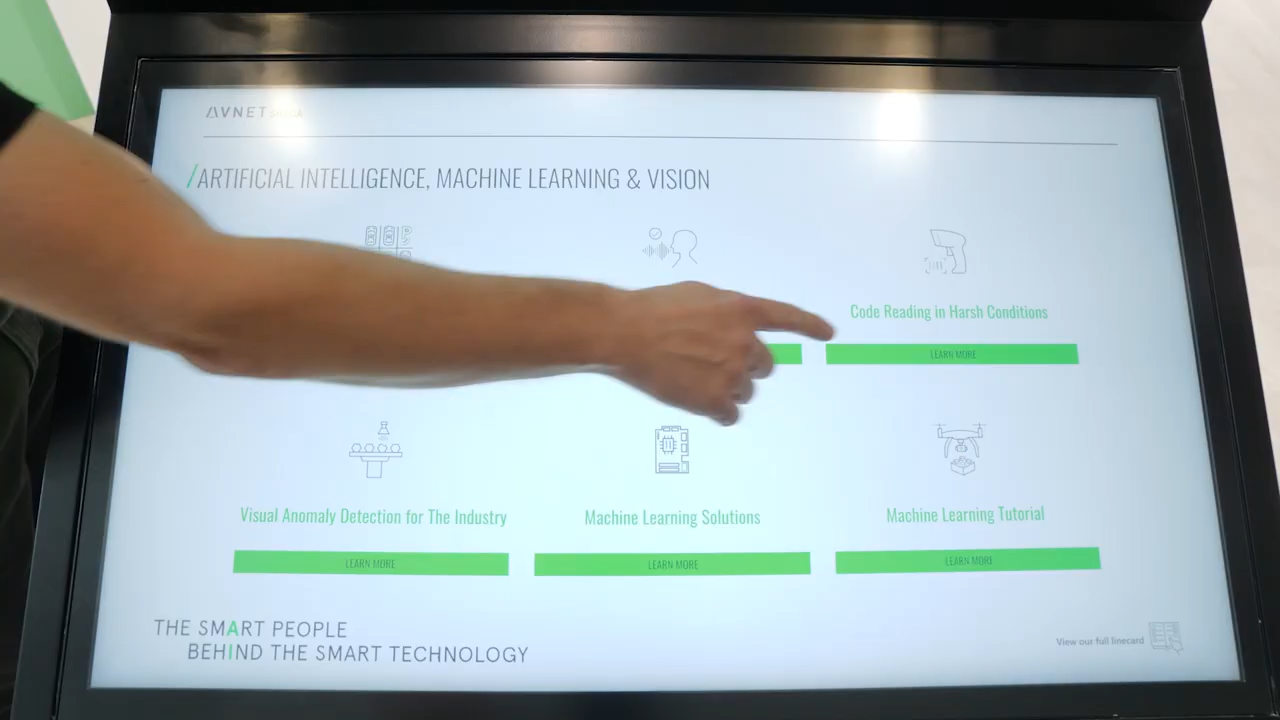 AVNET SILICA
/ARTIFICIAL INTELLIGENCE, MACHINE LEARNING & VISION
Code Reading in Harsh Conditions
LEARN MORE
Visual Anomaly Detection for The Industry
Machine Learning Solutions
Machine Learning Tutorial
LEARN MORE
LEARN MORE
LEARN MORE
THE SMART PEOPLE
BEHIND THE SMART TECHNOLOGY
View our full linecard